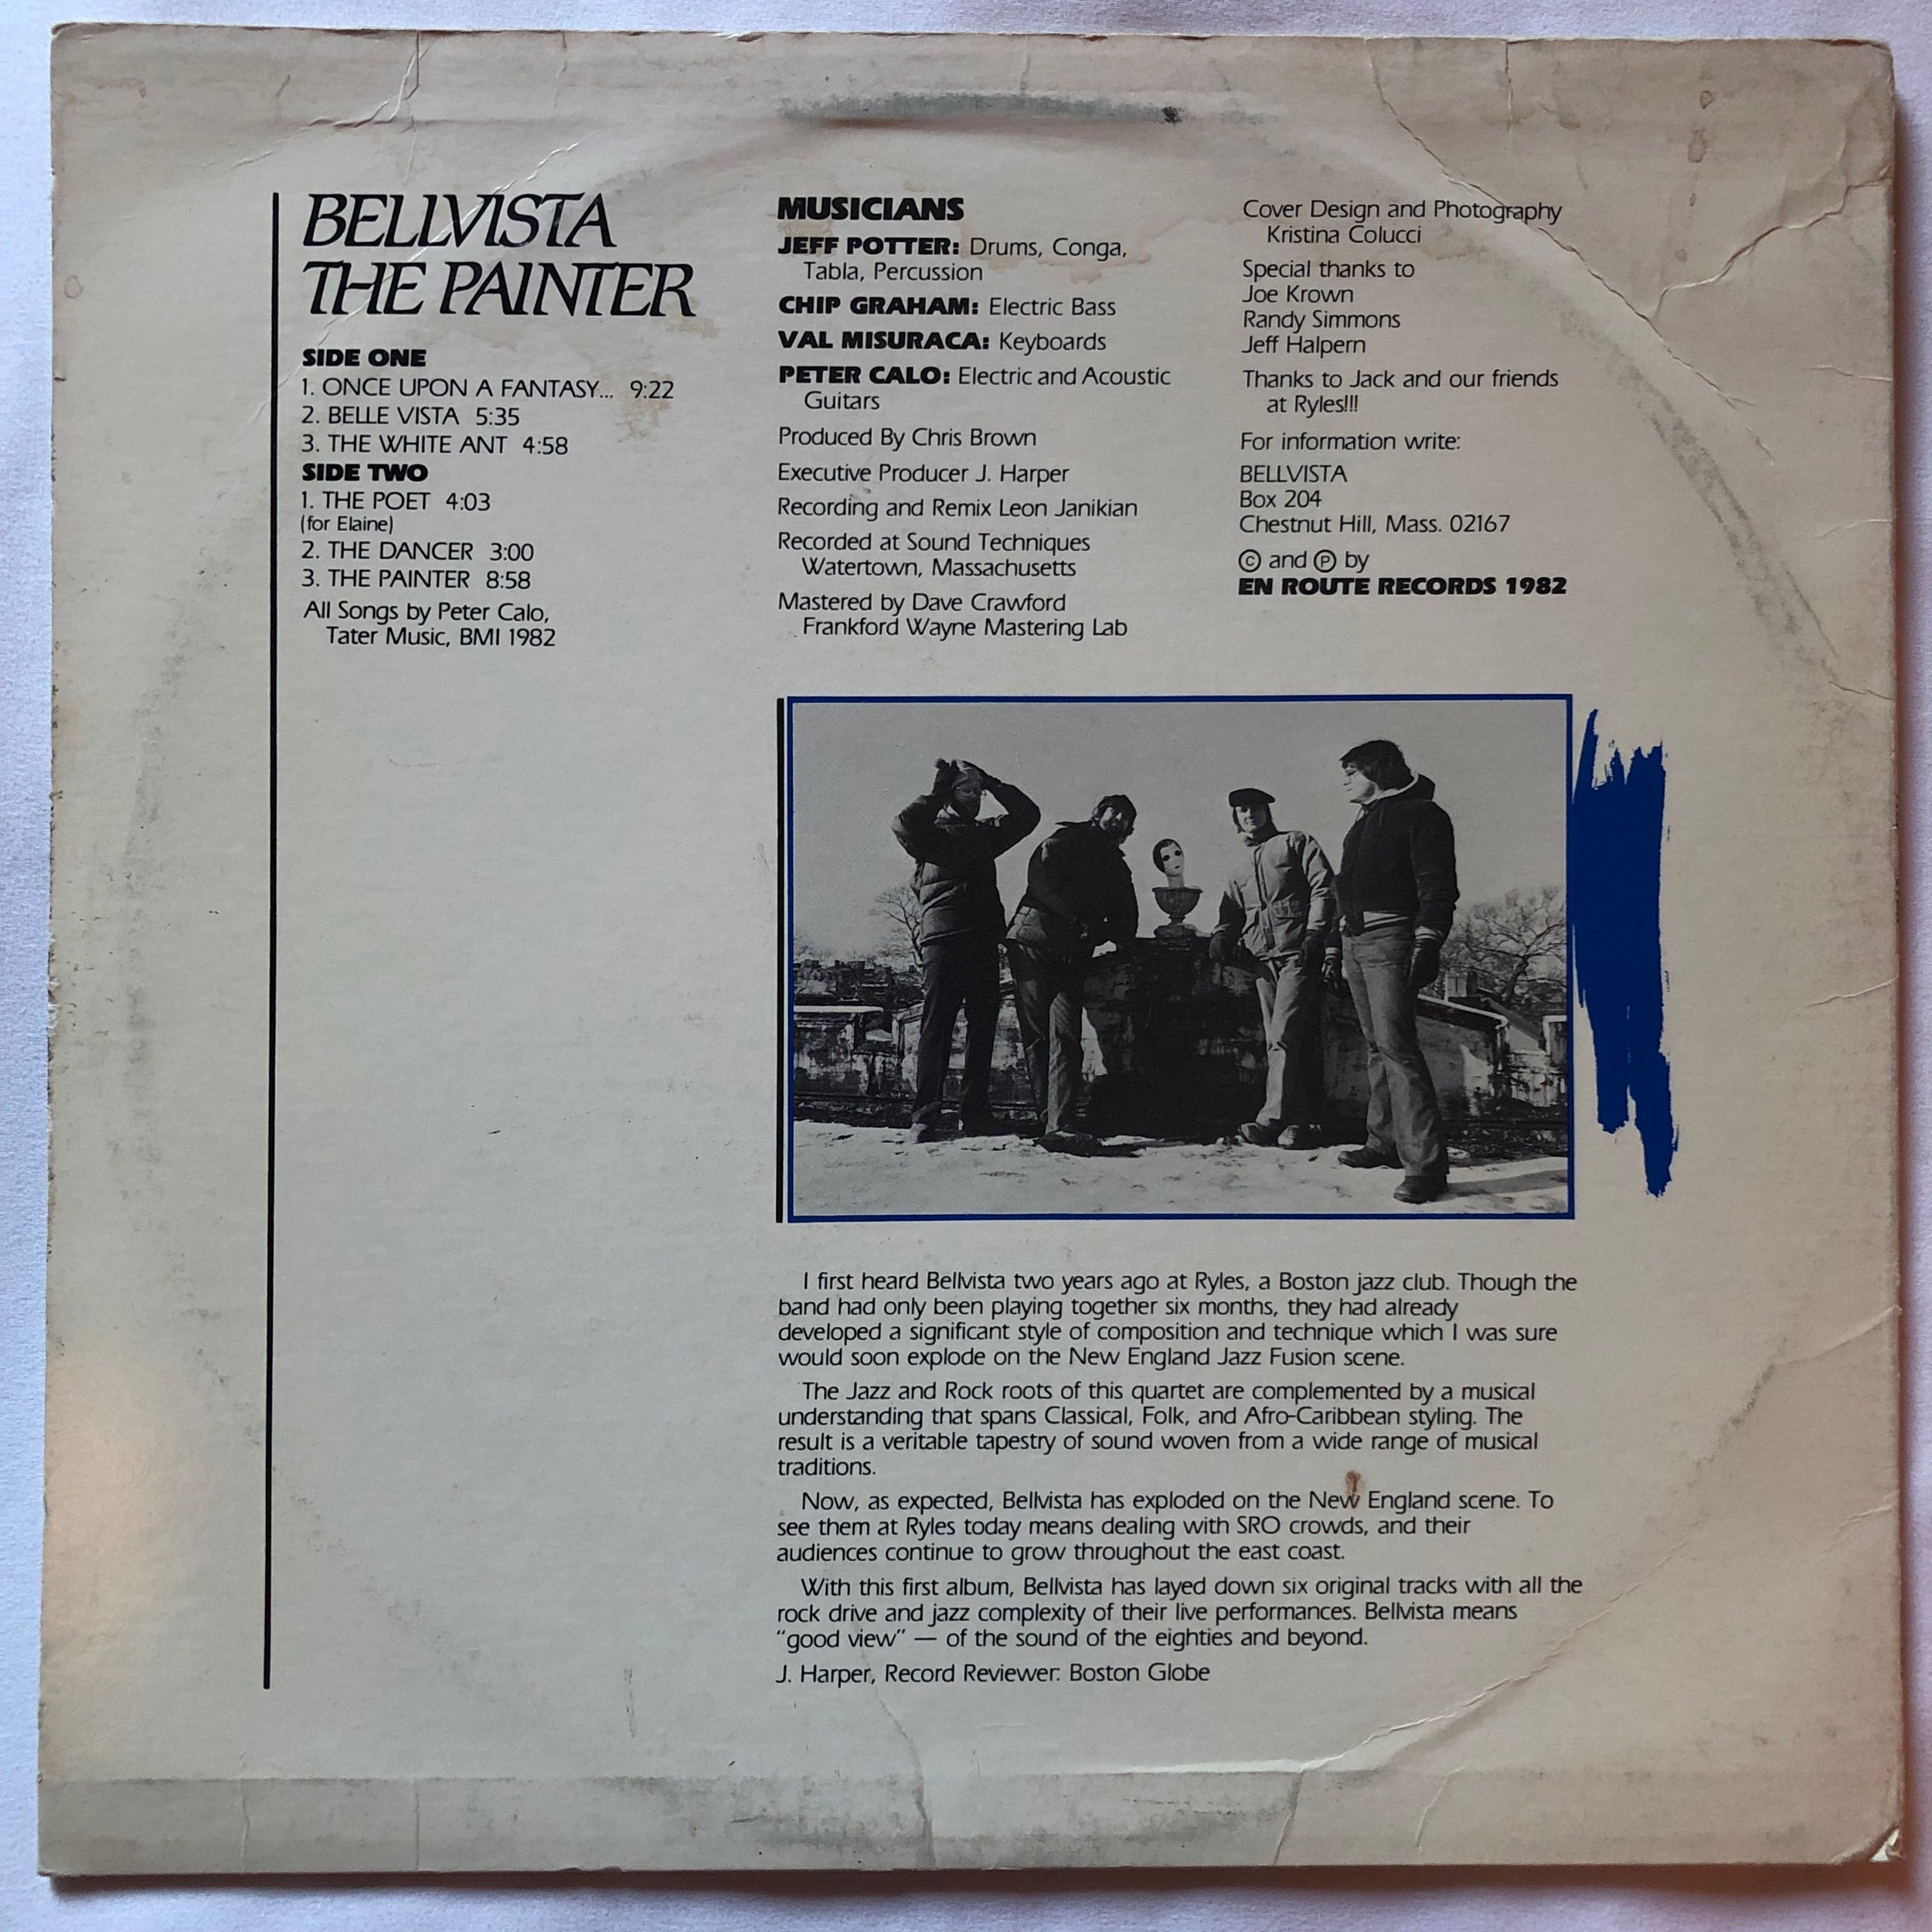 BELLVISTA
THE PAINTER
SIDE ONE
1. ONCE UPON A FANTASY... 9:22
2. BELLE VISTA 5:35
3. THE WHITE ANT 4:58
SIDE TWO
1. THE POET 4:03
(for Elaine)
2. THE DANCER 3:00
3. THE PAINTER 8:58
All Songs by Peter Calo,
Tater Music, BMI 1982
MUSICIANS
JEFF POTTER: Drums, Conga,
Tabla, Percussion
CHIP GRAHAM: Electric Bass
VAL MISURACA: Keyboards
PETER CALO: Electric and Acoustic
Guitars
Produced By Chris Brown
Executive Producer J. Harper
Recording and Remix Leon Janikian
Recorded at Sound Techniques
Watertown, Massachusetts
Mastered by Dave Crawford
Frankford Wayne Mastering Lab
Cover Design and Photography
Kristina Colucci
Special thanks to
Joe Krown
Randy Simmons
Jeff Halpern
Thanks to Jack and our friends
at Ryles!!!
For information write:
BELLVISTA
Box 204
Chestnut Hill, Mass. 02167
© and ℗ by
EN ROUTE RECORDS 1982
I first heard Bellvista two years ago at Ryles, a Boston jazz club. Though the
band had only been playing together six months, they had already
developed a significant style of composition and technique which I was sure
would soon explode on the New England Jazz Fusion scene.
The Jazz and Rock roots of this quartet are complemented by a musical
understanding that spans Classical, Folk, and Afro-Caribbean styling. The
result is a veritable tapestry of sound woven from a wide range of musical
traditions.
Now, as expected, Bellvista has exploded on the New England scene. To
see them at Ryles today means dealing with SRO crowds, and their
audiences continue to grow throughout the east coast.
With this first album, Bellvista has layed down six original tracks with all the
rock drive and jazz complexity of their live performances. Bellvista means
“good view” — of the sound of the eighties and beyond.
J. Harper, Record Reviewer: Boston Globe